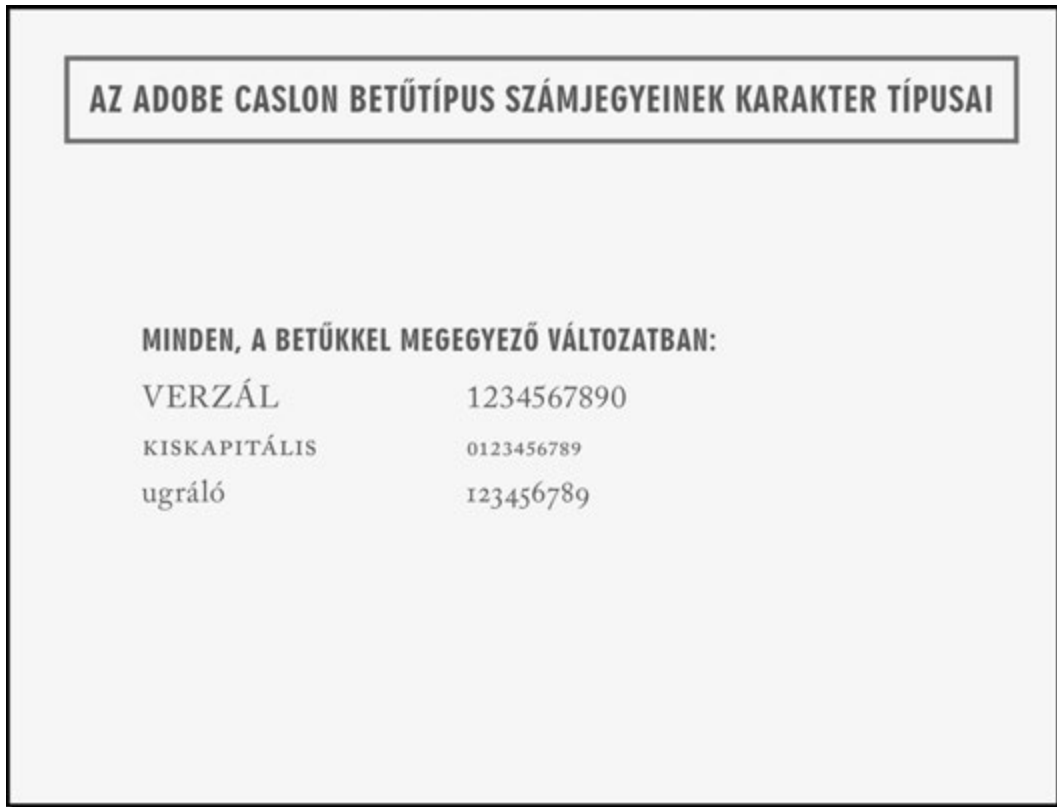 AZ ADOBE CASLON BETŰTÍPUS SZÁMJEGYEINEK KARAKTER TÍPUSAI
MINDEN, A BETŰKKEL MEGEGYEZŐ VÁLTOZATBAN:
VERZÁL 1234567890
KISKAPITÁLIS 0123456789
ugráló 123456789